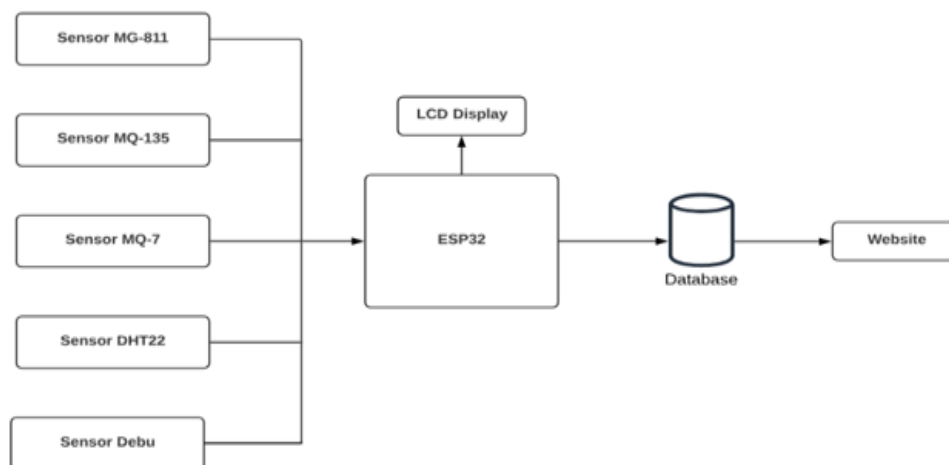 Sensor MG-811
Sensor MQ-135
Sensor MQ-7
Sensor DHT22
Sensor Debu
LCD Display
ESP32
Database
Website